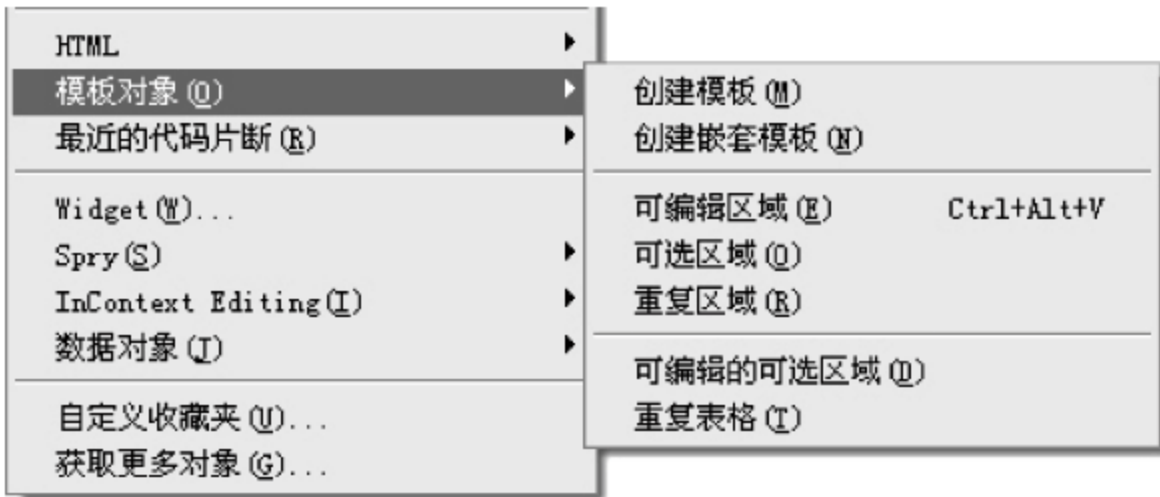 HTML
模板对象(O)
最近的代码片断(R)
Widget(W)...
Spry(S)
InContext Editing(I)
数据对象(J)
自定义收藏夹(U)...
获取更多对象(G)...
创建模板(M)
创建嵌套模板(N)
可编辑区域(E) Ctrl+Alt+V
可选区域(O)
重复区域(R)
可编辑的可选区域(D)
重复表格(T)